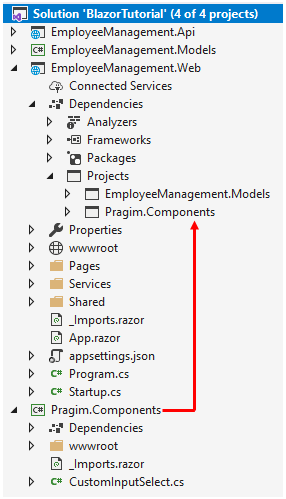 Solution 'BlazorTutorial' (4 of 4 projects)
EmployeeManagement.Api
C# EmployeeManagement.Models
EmployeeManagement.Web
Connected Services
Dependencies
Analyzers
Frameworks
Packages
Projects
EmployeeManagement.Models
Pragim.Components
Properties
wwwroot
Pages
Services
Shared
_Imports.razor
App.razor
appsettings.json
C# Program.cs
C# Startup.cs
C# Pragim.Components
Dependencies
wwwroot
_Imports.razor
C# CustomInputSelect.cs